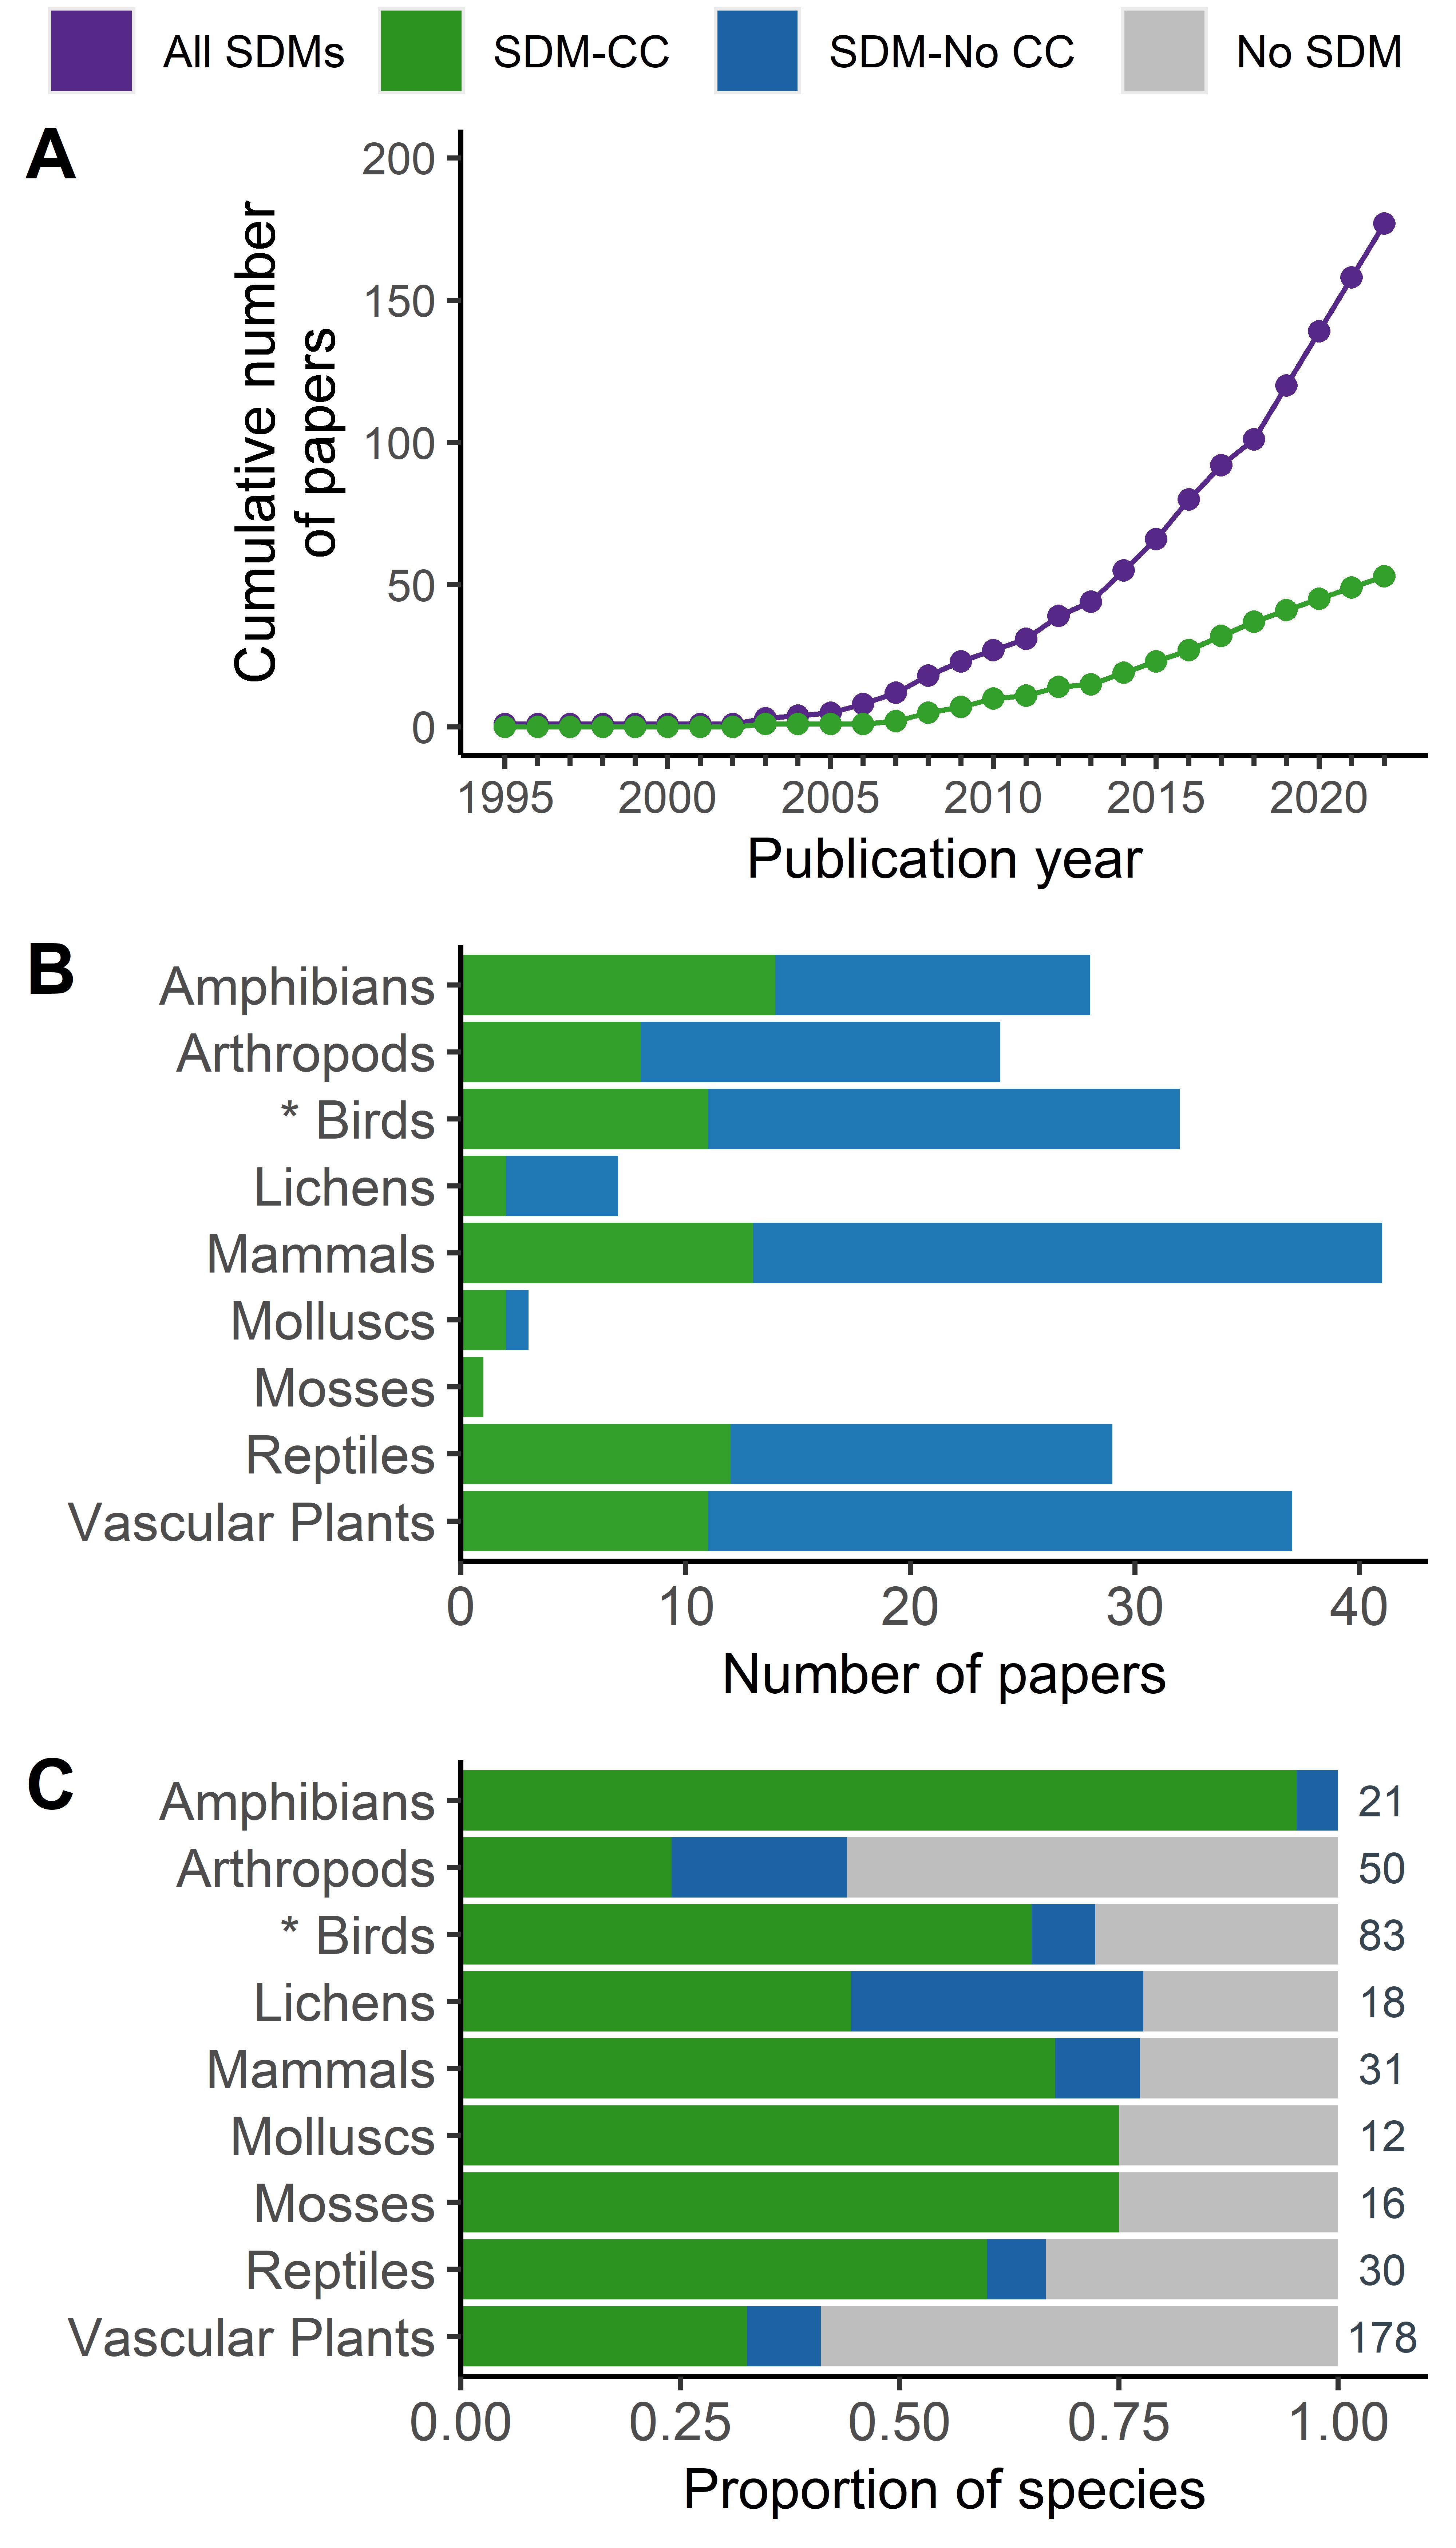 All SDMs SDM-CC SDM-No CC No SDM
A
Cumulative number
of papers
200
150
100
50
0
1995 2000 2005 2010 2015 2020
Publication year
B
Amphibians
Arthropods
* Birds
Lichens
Mammals
Molluscs
Mosses
Reptiles
Vascular Plants
0 10 20 30 40
Number of papers
C
Amphibians 21
Arthropods 50
* Birds 83
Lichens 18
Mammals 31
Molluscs 12
Mosses 16
Reptiles 30
Vascular Plants 178
0.00 0.25 0.50 0.75 1.00
Proportion of species